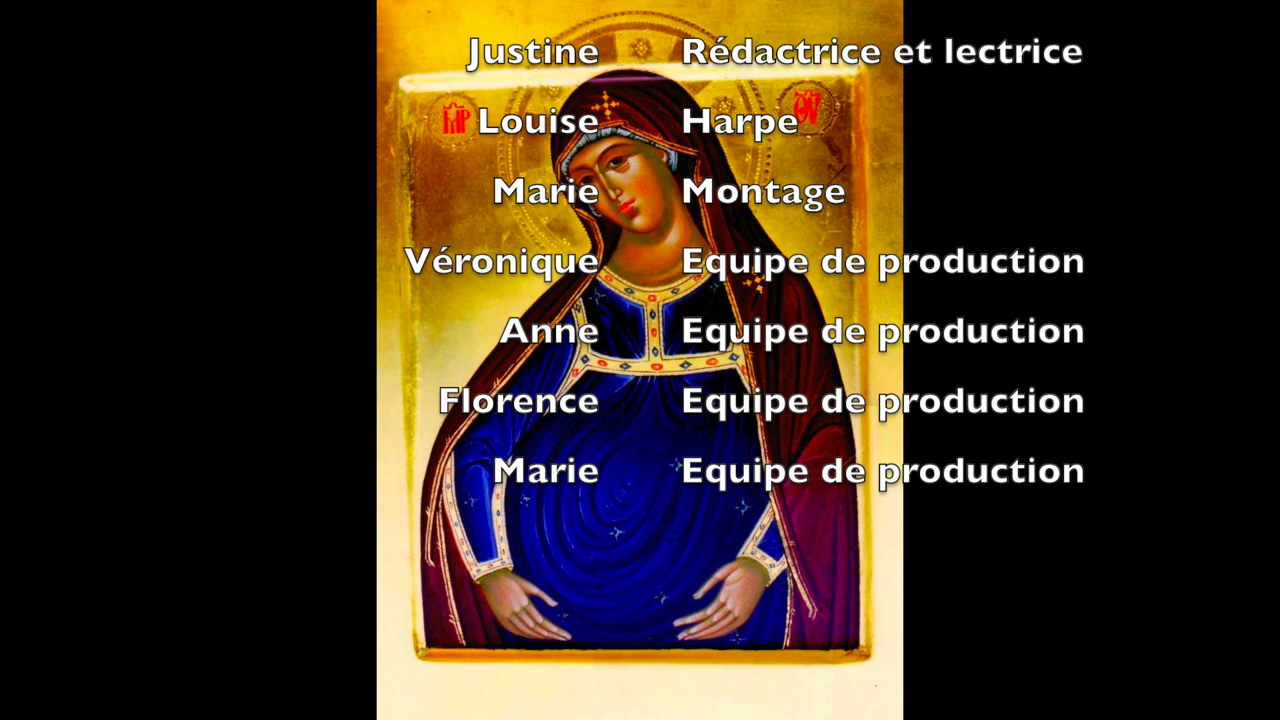 Justine Rédactrice et lectrice
Louise Harpe
Marie Montage
Véronique Equipe de production
Anne Equipe de production
Florence Equipe de production
Marie Equipe de production